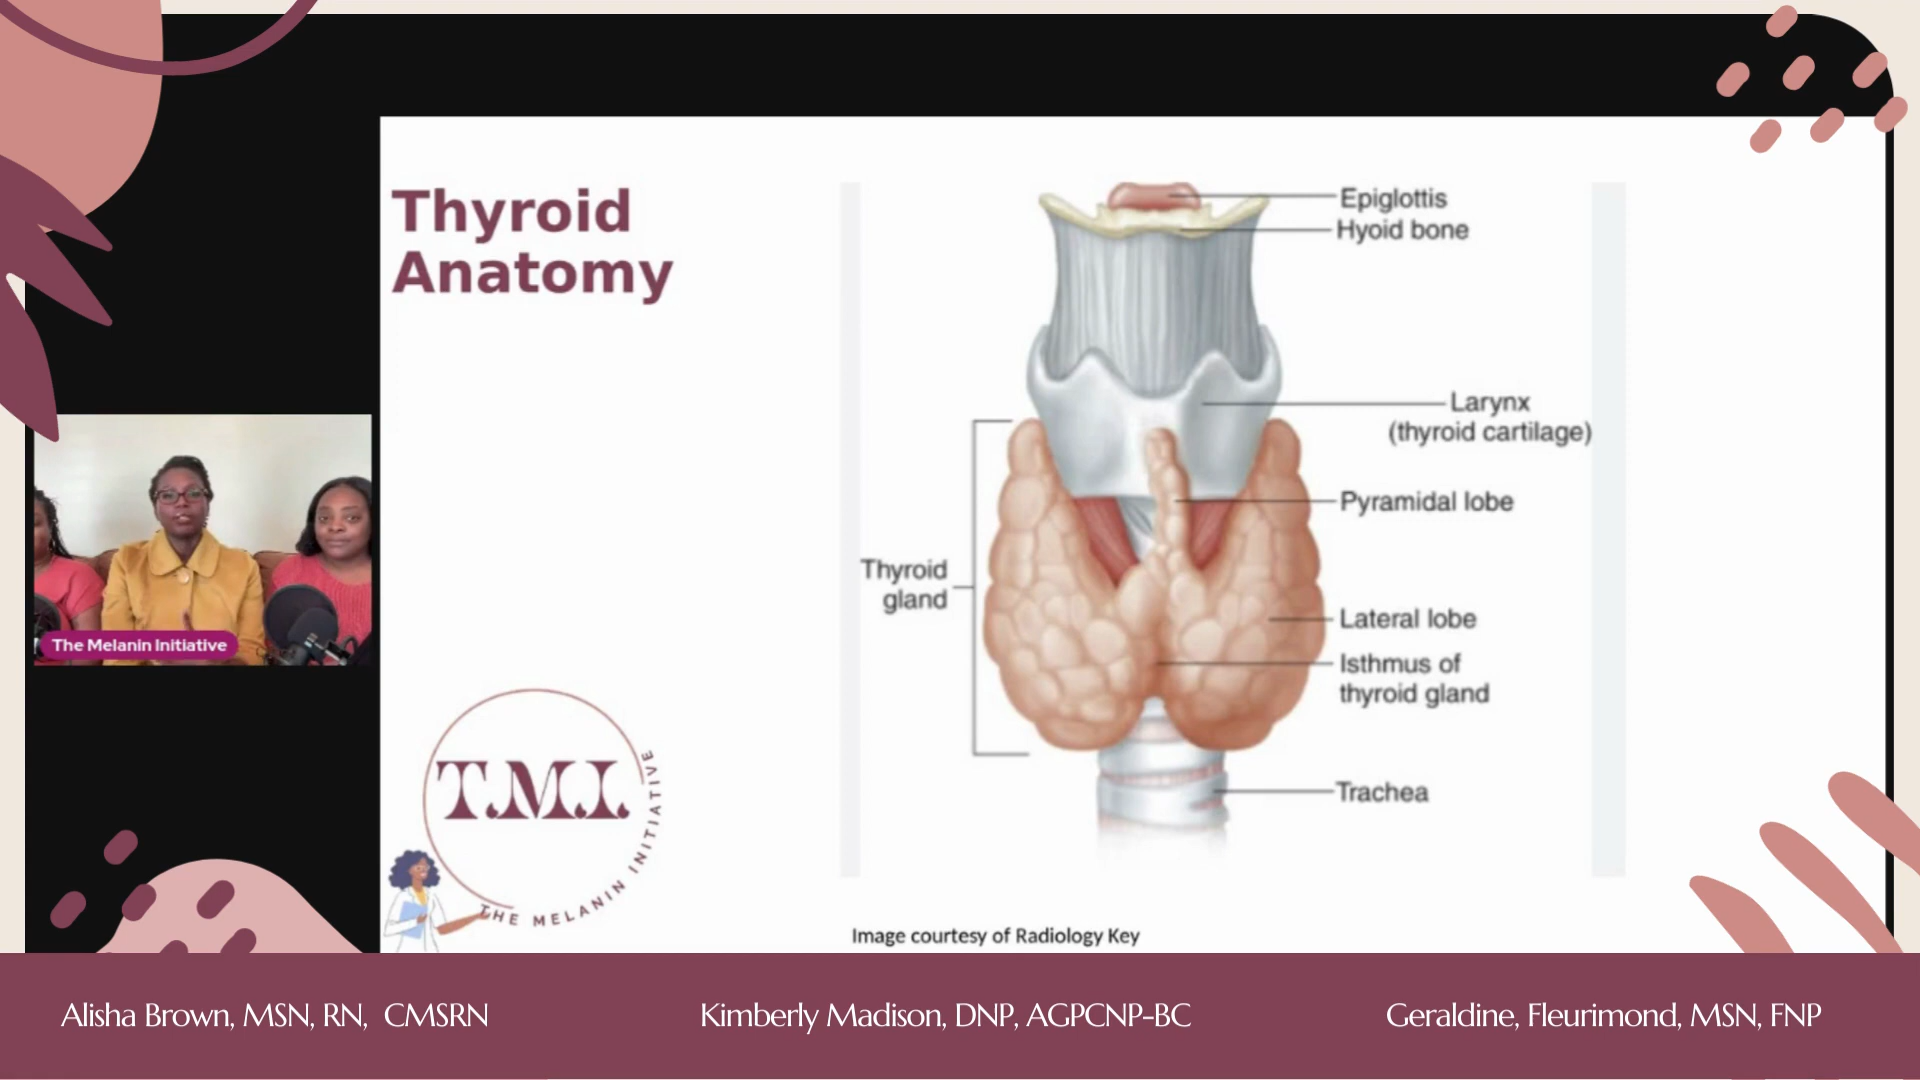 Thyroid
Anatomy
Epiglottis
Hyoid bone
Larynx
(thyroid cartilage)
Pyramidal lobe
Thyroid
gland
Lateral lobe
Isthmus of
thyroid gland
Trachea
The Melanin Initiative
T.M.I.
THE MELANIN INITIATIVE
Image courtesy of Radiology Key
Alisha Brown, MSN, RN, CMSRN
Kimberly Madison, DNP, AGPCNP-BC
Geraldine, Fleurimond, MSN, FNP